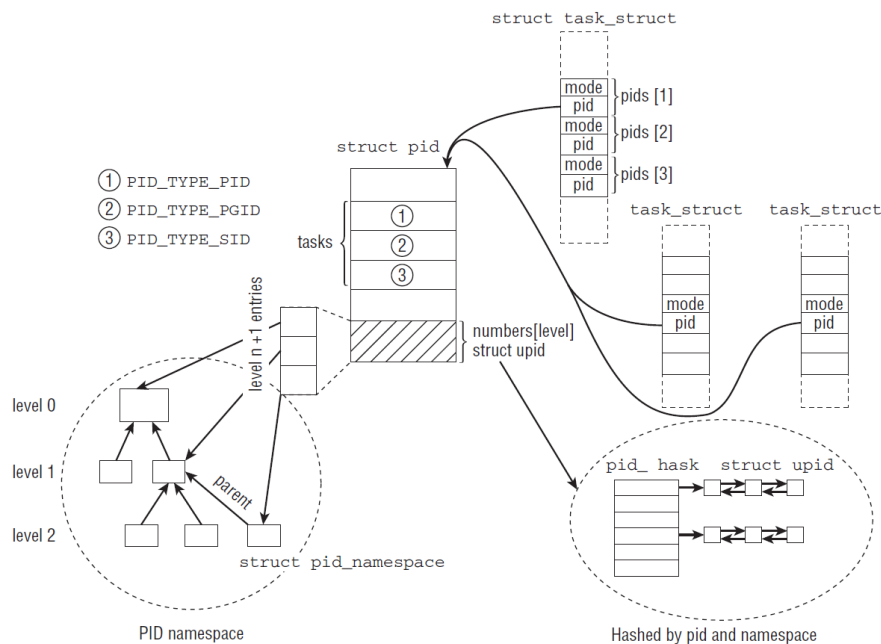 struct task_struct
mode
pid
pids [1]
mode
pid
pids [2]
mode
pid
pids [3]
struct pid
1 PID_TYPE_PID
2 PID_TYPE_PGID
3 PID_TYPE_SID
tasks
1
2
3
task_struct
task_struct
mode
pid
mode
pid
level n + 1 entries
numbers[level]
struct upid
level 0
level 1
level 2
parent
struct pid_namespace
PID namespace
pid_ hask
struct upid
Hashed by pid and namespace